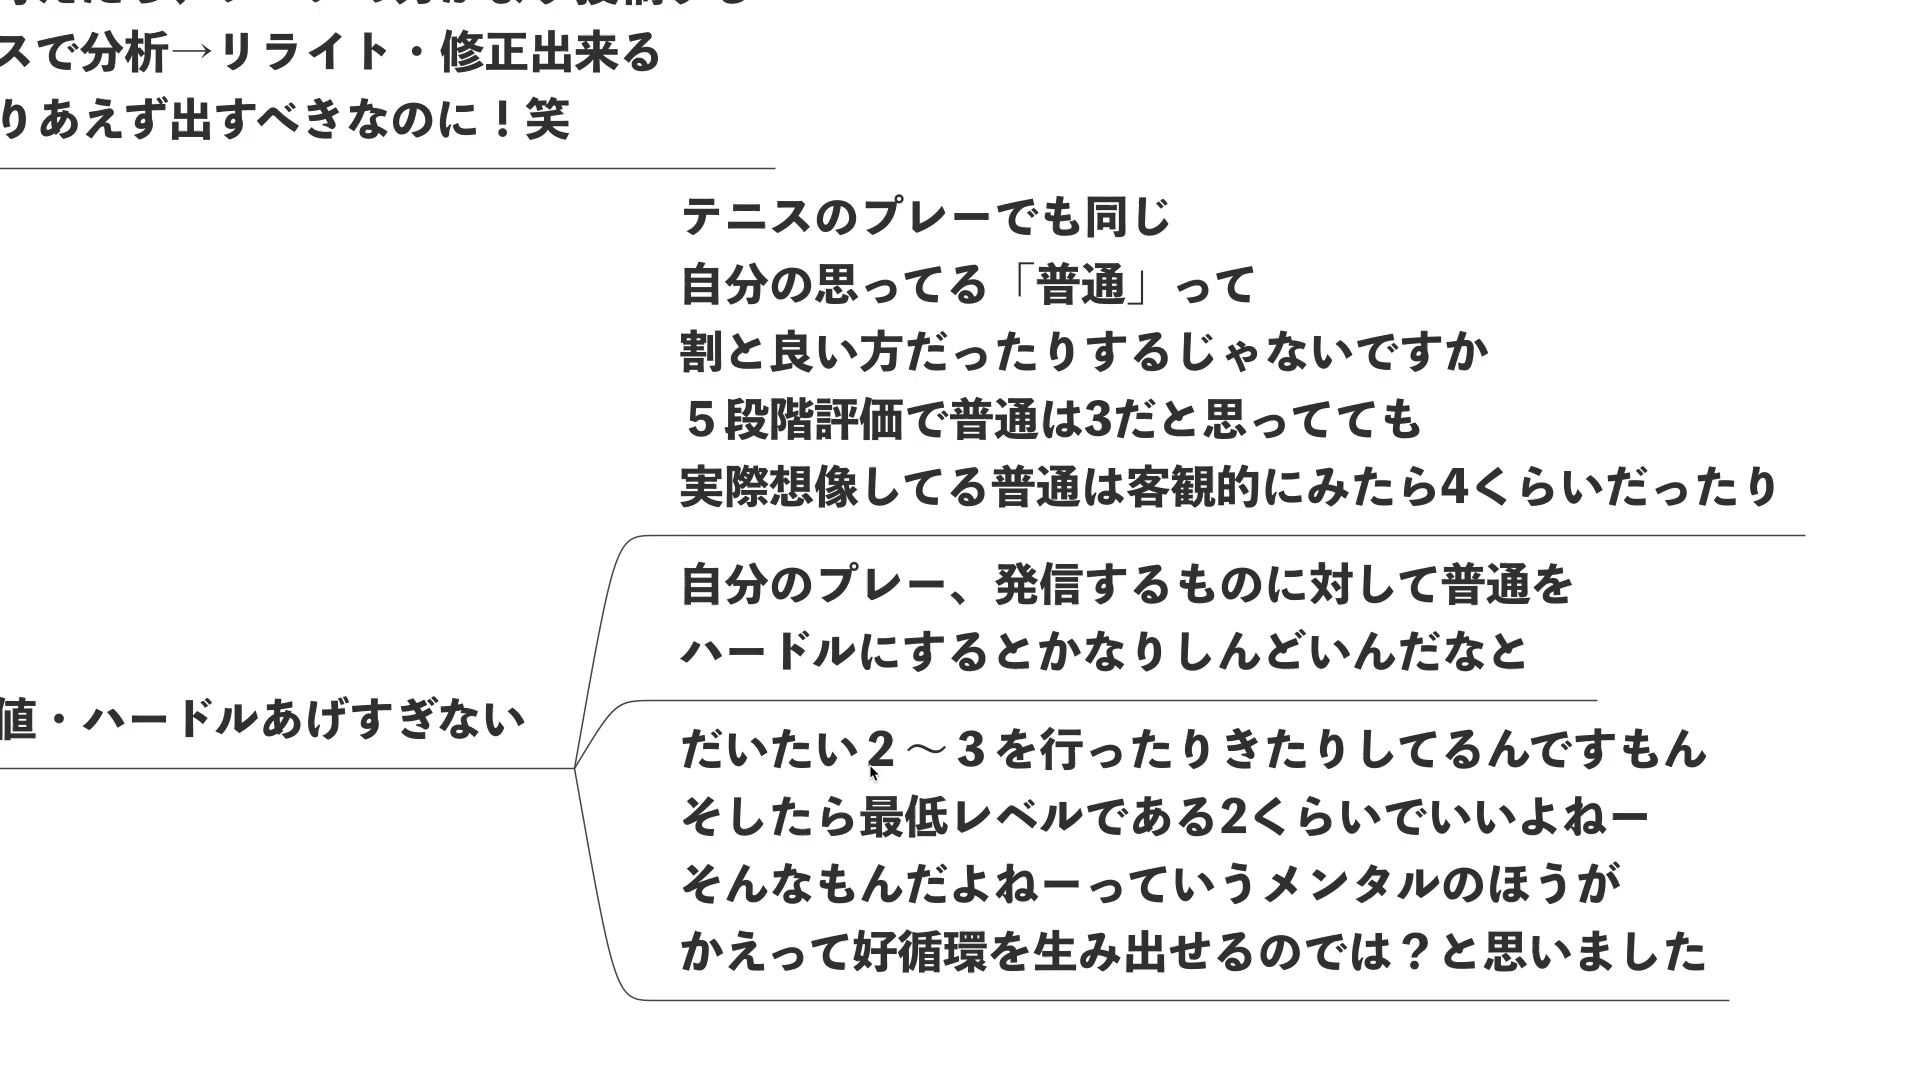 スで分析→リライト・修正出来る
りあえず出すべきなのに！笑
テニスのプレーでも同じ
自分の思ってる「普通」って
割と良い方だったりするじゃないですか
５段階評価で普通は3だと思ってても
実際想像してる普通は客観的にみたら4くらいだったり
自分のプレー、発信するものに対して普通を
ハードルにするとかなりしんどいんだなと
値・ハードルあげすぎない
だいたい２～３を行ったりきたりしてるんですもん
そしたら最低レベルである2くらいでいいよねー
そんなもんだよねーっていうメンタルのほうが
かえって好循環を生み出せるのでは？と思いました